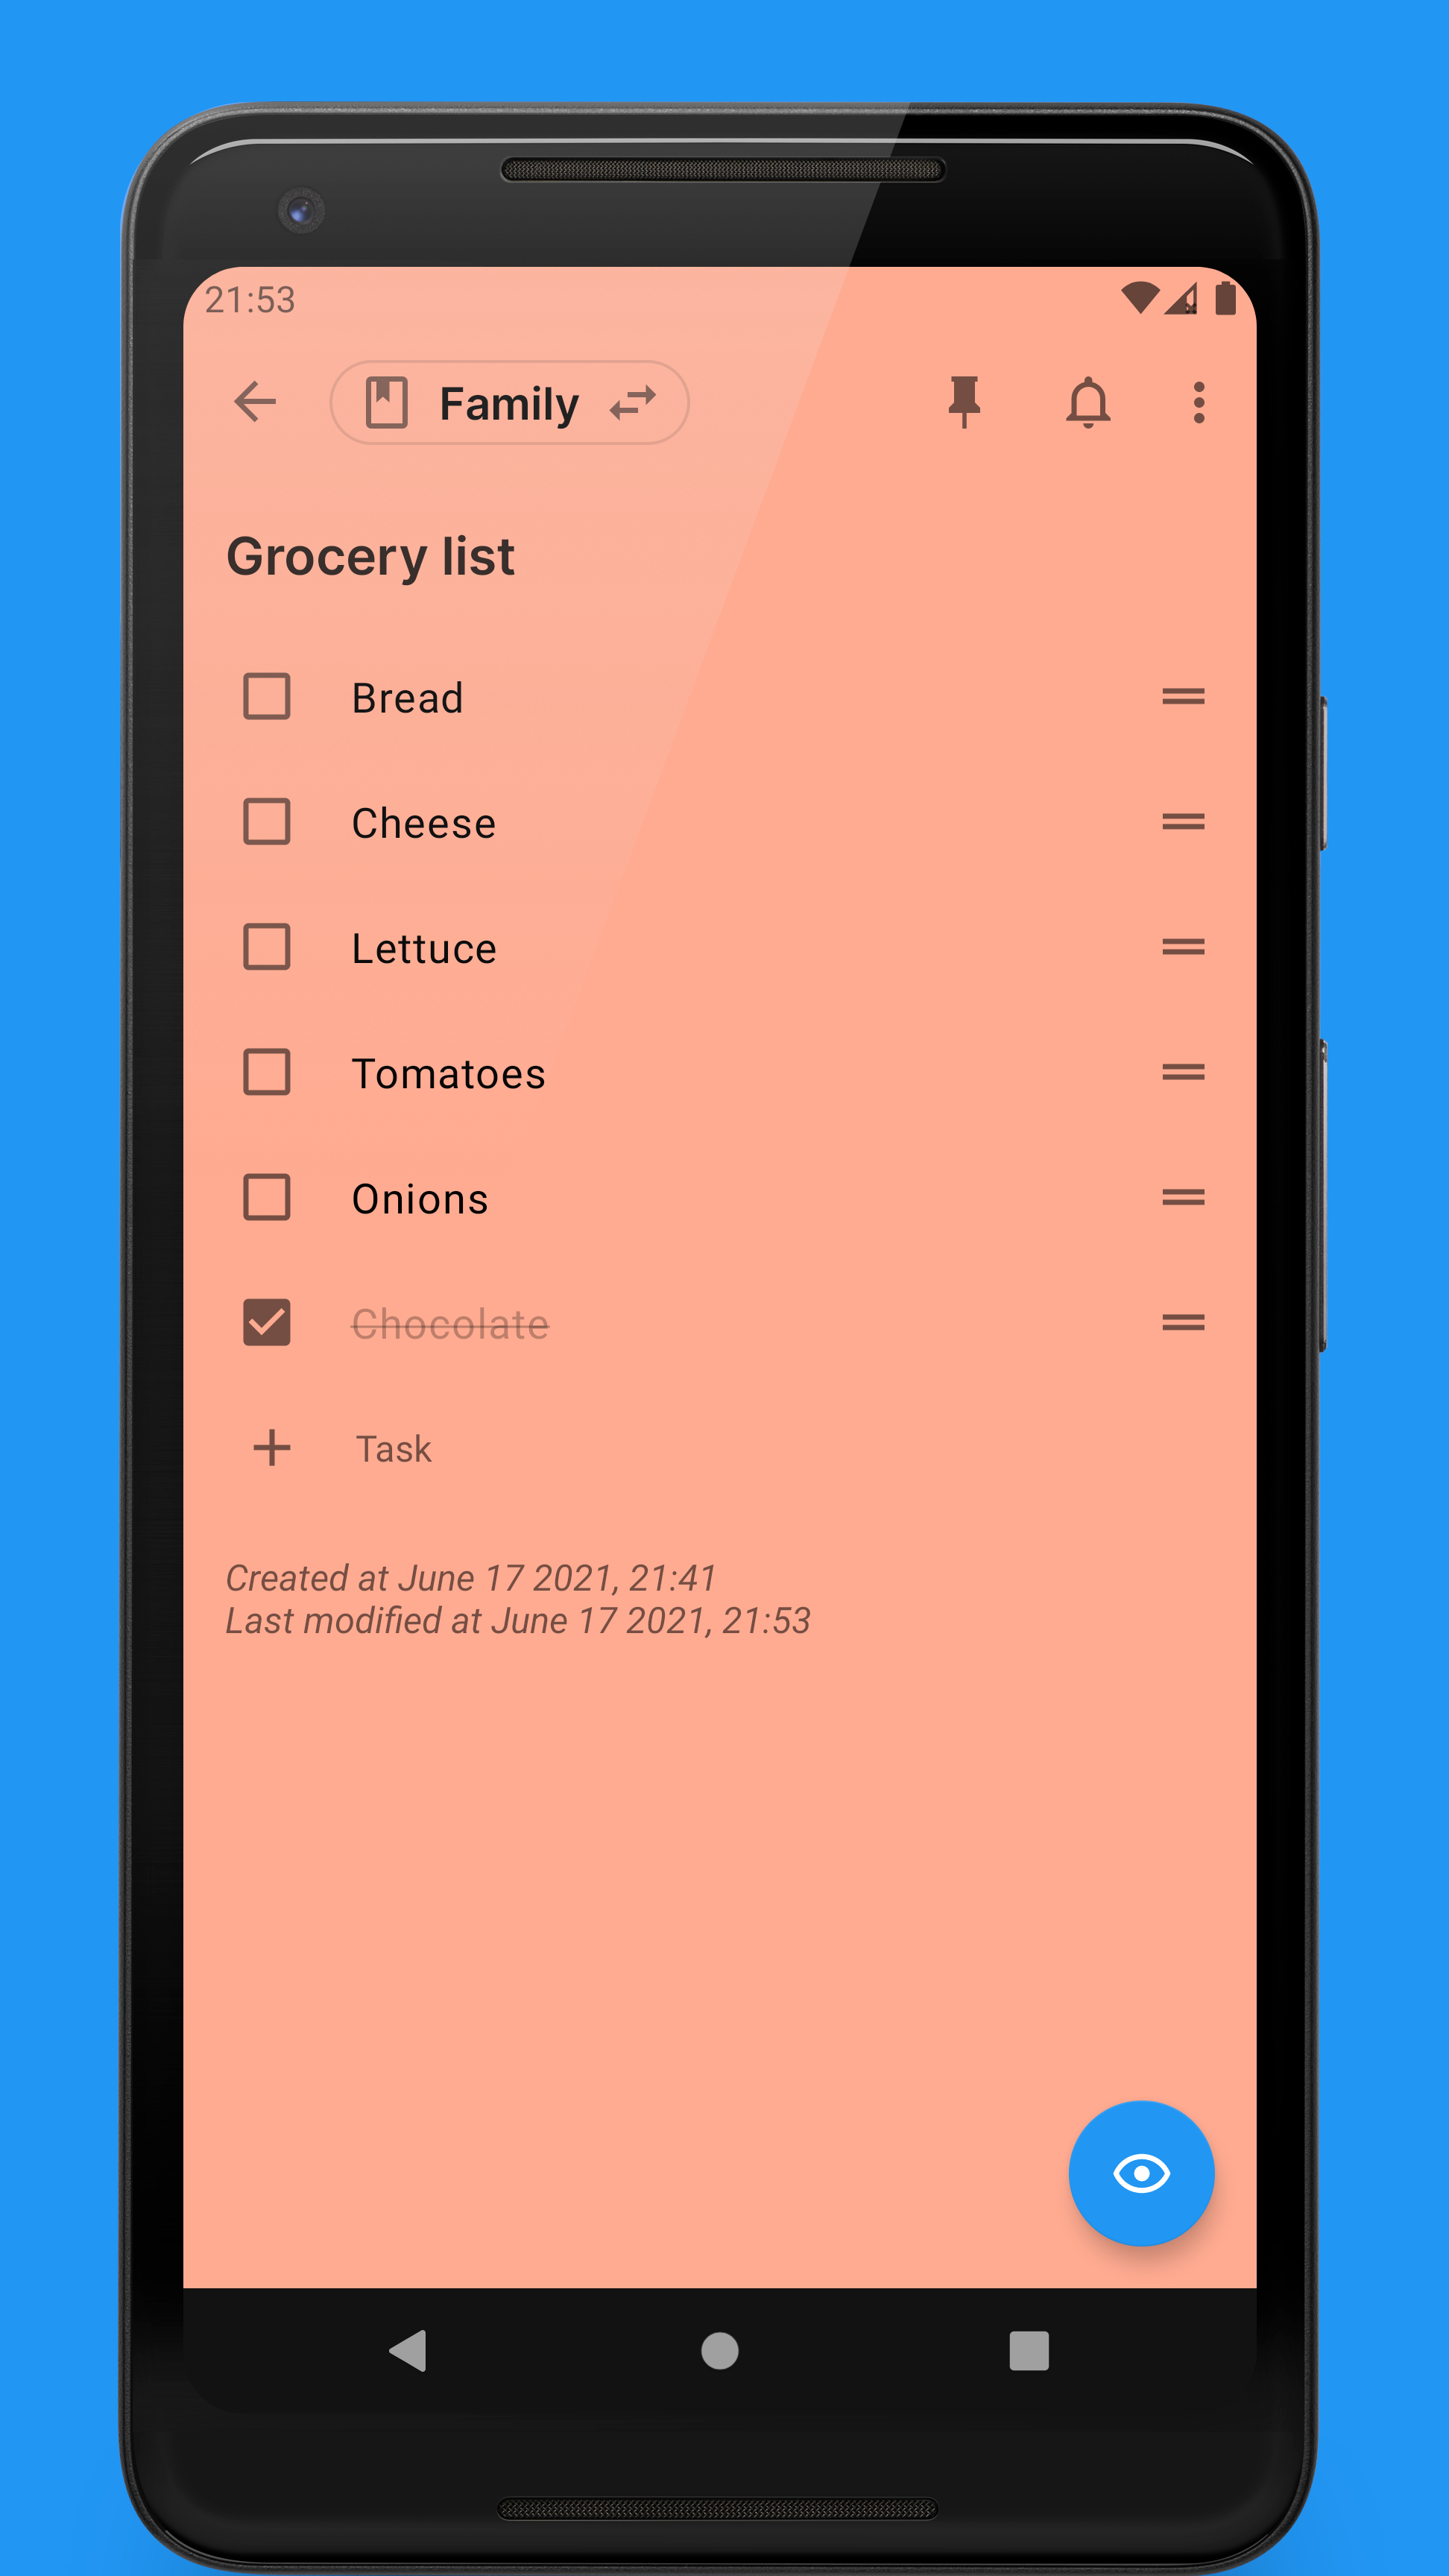 21:53
Family
Grocery list
Bread
Cheese
Lettuce
Tomatoes
Onions
Chocolate
Task
Created at June 17 2021, 21:41
Last modified at June 17 2021, 21:53